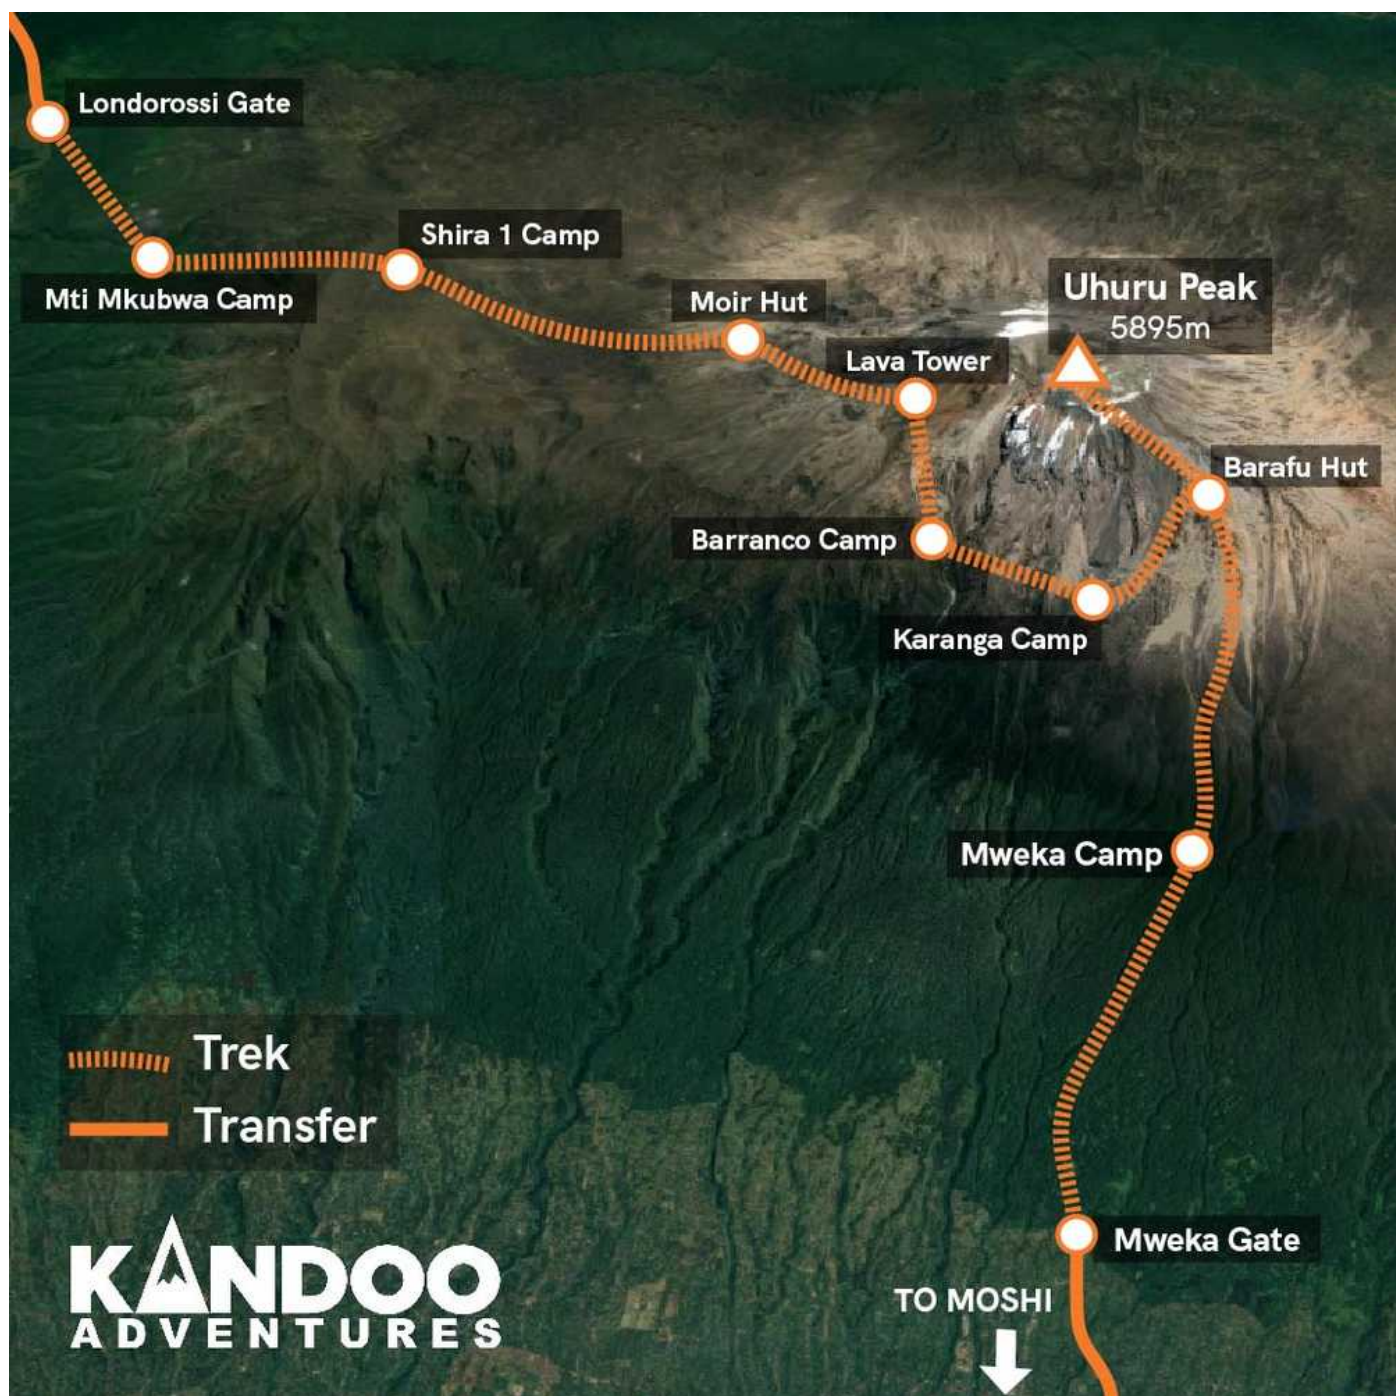 Londorossi Gate
Shira 1 Camp
Mti Mkubwa Camp
Moir Hut
Uhuru Peak
5895m
Lava Tower
Barafu Hut
Barranco Camp
Karanga Camp
Mweka Camp
Trek
Transfer
Mweka Gate
TO MOSHI
KANDOO
ADVENTURES